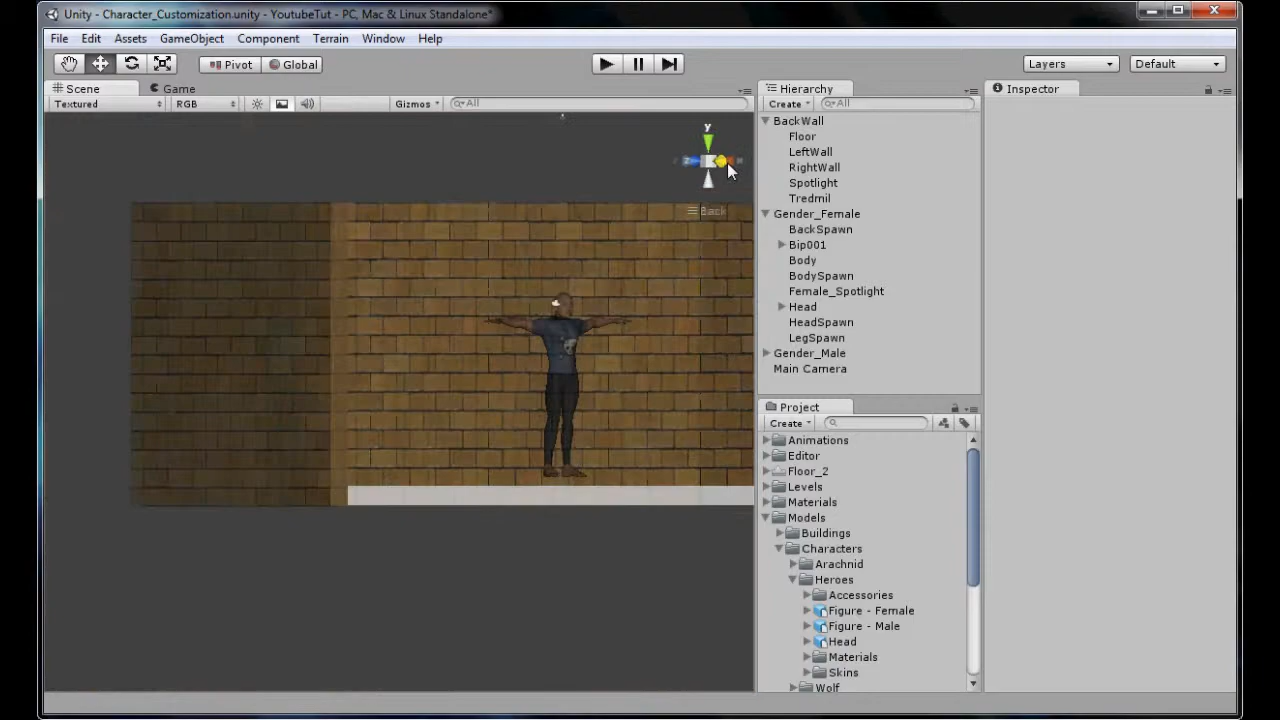 Unity - Character_Customization.unity - YoutubeTut - PC, Mac & Linux Standalone*
File Edit Assets GameObject Component Terrain Window Help
Pivot Global Layers Default
Scene Game Hierarchy Inspector
Textured RGB Gizmos All Create All
y
z
Back
BackWall
Floor
LeftWall
RightWall
Spotlight
Tredmil
Gender_Female
BackSpawn
Bip001
Body
BodySpawn
Female_Spotlight
Head
HeadSpawn
LegSpawn
Gender_Male
Main Camera
Project
Create
Animations
Editor
Floor_2
Levels
Materials
Models
Buildings
Characters
Arachnid
Heroes
Accessories
Figure - Female
Figure - Male
Head
Materials
Skins
Wolf